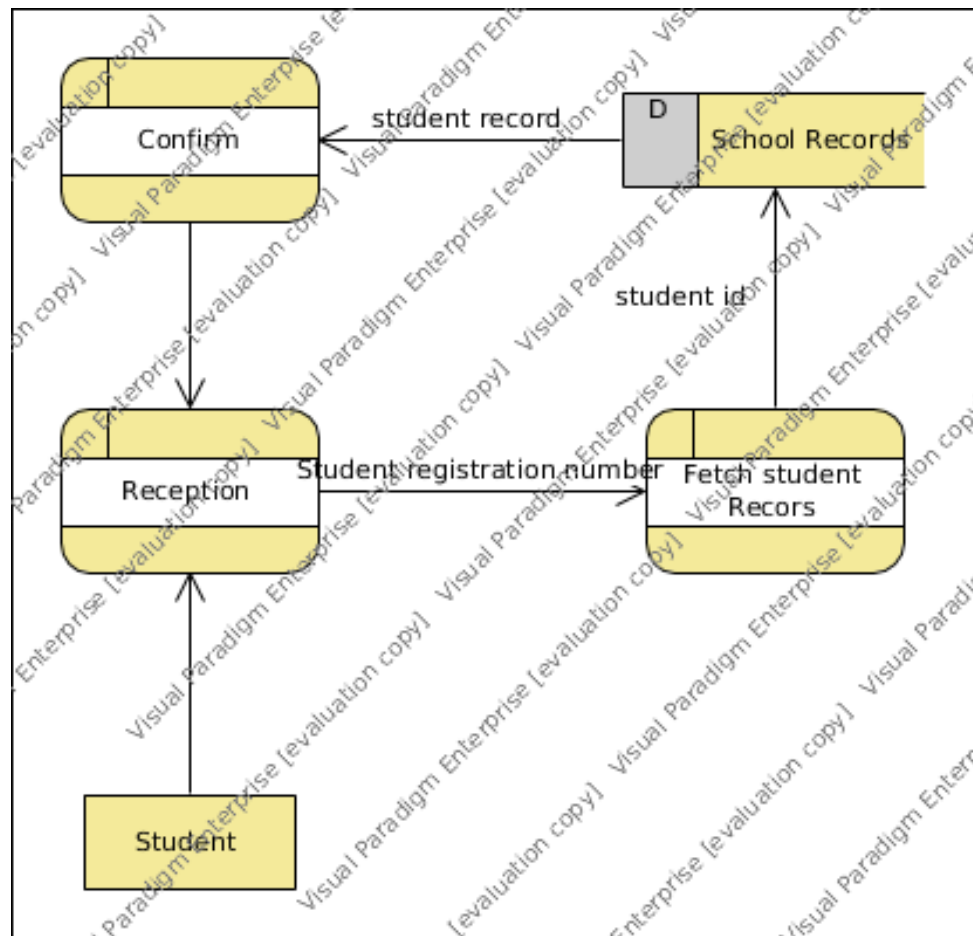 Confirm
student record
D
School Records
student id
Reception
Student registration number
Fetch student
Recors
Student
Visual Paradigm Enterprise [evaluation copy]